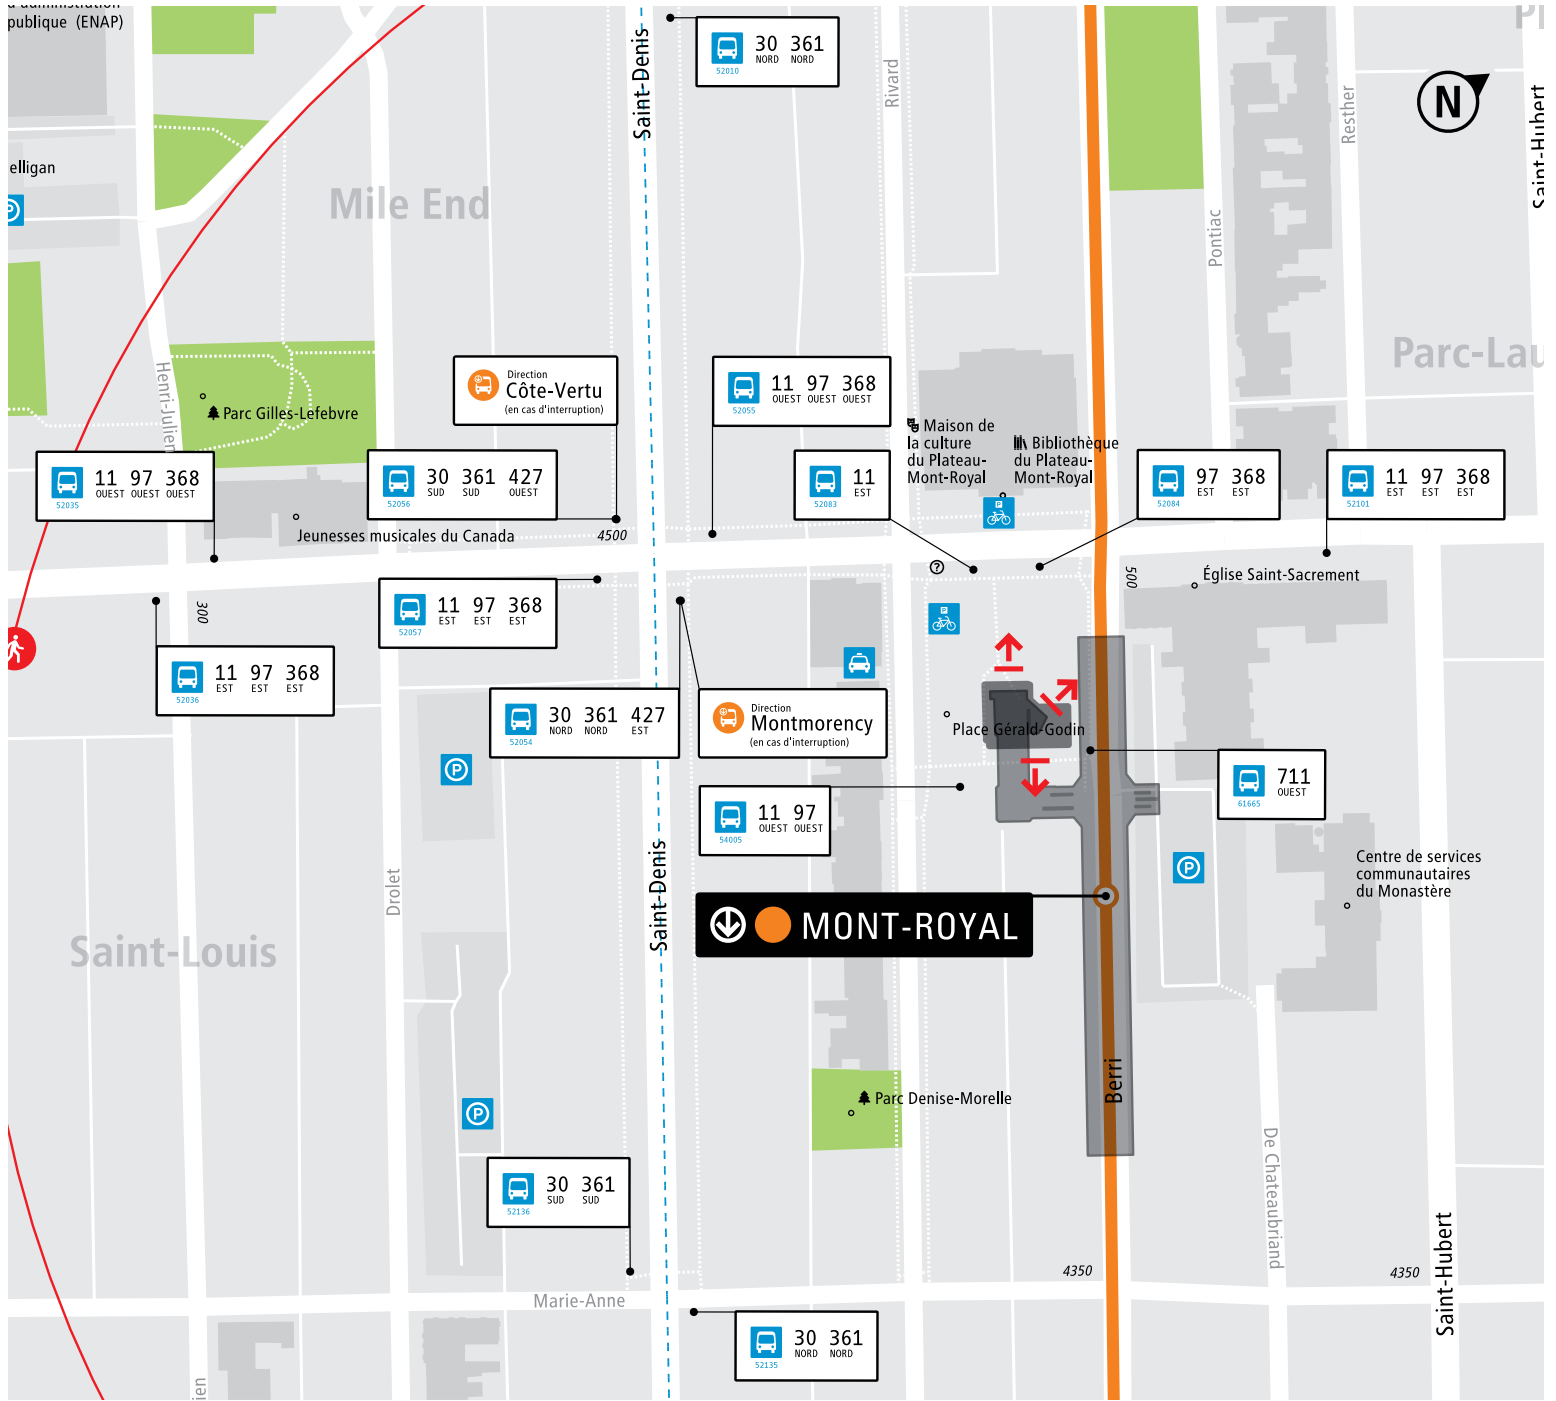 publique (ENAP)
Saint-Denis
30 361
NORD NORD
52010
Rivard
Resther
N
Saint-Hubert
elligan
P
Mile End
Pontiac
Henri-Julien
Parc Gilles-Lefebvre
Direction
Côte-Vertu
(en cas d'interruption)
11 97 368
OUEST OUEST OUEST
52055
Maison de
la culture
du Plateau-
Mont-Royal
Bibliothèque
du Plateau-
Mont-Royal
11 97 368
OUEST OUEST OUEST
52035
30 361 427
SUD SUD OUEST
52056
11
EST
52083
P
97 368
EST EST
52084
11 97 368
EST EST EST
52101
Jeunesses musicales du Canada
4500
?
500
Église Saint-Sacrement
300
11 97 368
EST EST EST
52057
P
11 97 368
EST EST EST
52036
30 361 427
NORD NORD EST
52054
Direction
Montmorency
(en cas d'interruption)
Place Gérald-Godin
P
711
OUEST
61665
11 97
OUEST OUEST
54005
P
Centre de services
communautaires
du Monastère
Drolet
Saint-Denis
MONT-ROYAL
Saint-Louis
Berri
Parc Denise-Morelle
P
De Chateaubriand
30 361
SUD SUD
52136
Saint-Hubert
4350
4350
Marie-Anne
30 361
NORD NORD
52135
ien